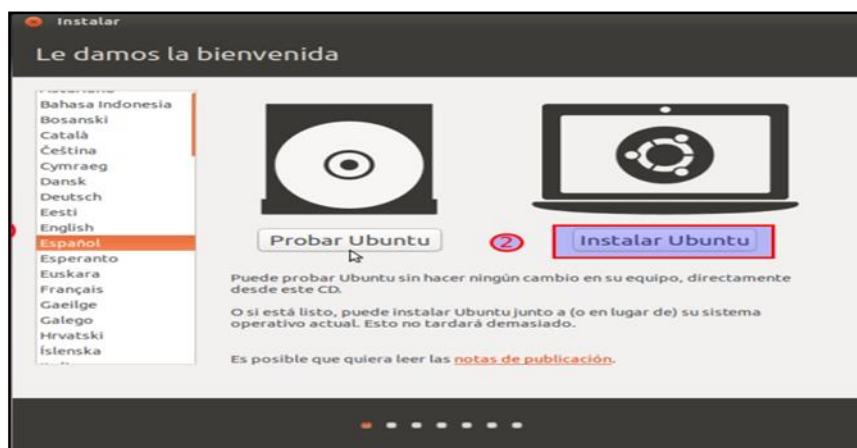 Instalar
Le damos la bienvenida
Bahasa Indonesia
Bosanski
Català
Čeština
Cymraeg
Dansk
Deutsch
Eesti
English
Español
Esperanto
Euskara
Français
Gaeilge
Galego
Hrvatski
Íslenska
Probar Ubuntu
2
Instalar Ubuntu
Puede probar Ubuntu sin hacer ningún cambio en su equipo, directamente
desde este CD.
O si está listo, puede instalar Ubuntu junto a (o en lugar de) su sistema
operativo actual. Esto no tardará demasiado.
Es posible que quiera leer las notas de publicación.